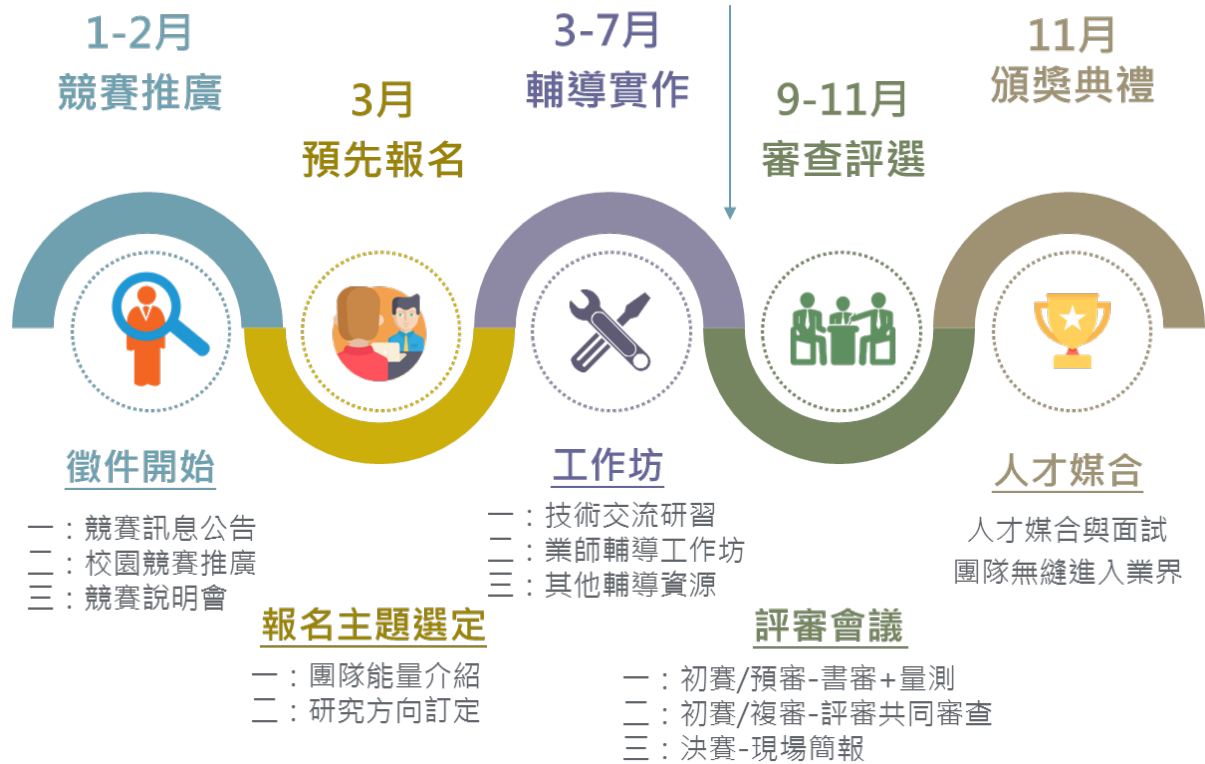 1-2月
競賽推廣
徵件開始
一：競賽訊息公告
二：校園競賽推廣
三：競賽說明會
3月
預先報名
報名主題選定
一：團隊能量介紹
二：研究方向訂定
3-7月
輔導實作
工作坊
一：技術交流研習
二：業師輔導工作坊
三：其他輔導資源
9-11月
審查評選
評審會議
一：初賽/預審-書審+量測
二：初賽/複審-評審共同審查
三：決賽-現場簡報
11月
頒獎典禮
人才媒合
人才媒合與面試
團隊無縫進入業界